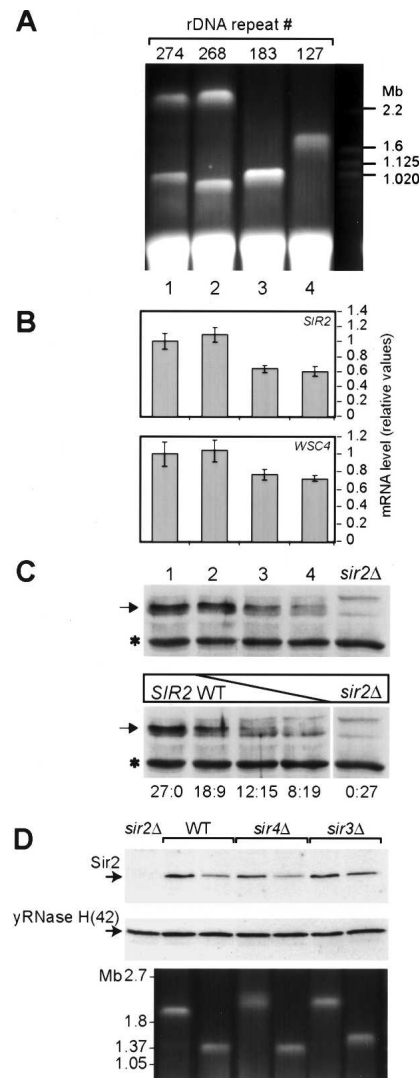 A
rDNA repeat #
274 268 183 127
Mb
2.2
1.6
1.125
1.020
1 2 3 4
B
SIR2
1.4
1.2
1
0.8
0.6
0.4
0.2
0
WSC4
1.2
1
0.8
0.6
0.4
0.2
0
mRNA level (relative values)
C
1 2 3 4 sir2Δ
*
SIR2 WT sir2Δ
*
27:0 18:9 12:15 8:19 0:27
D
sir2Δ WT sir4Δ sir3Δ
Sir2
yRNase H(42)
Mb 2.7
1.8
1.37
1.05